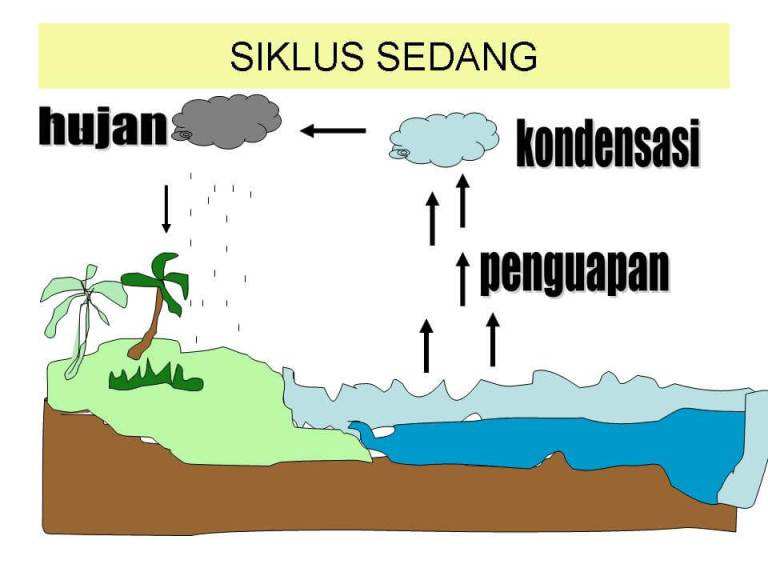 SIKLUS SEDANG
hujan
kondensasi
penguapan